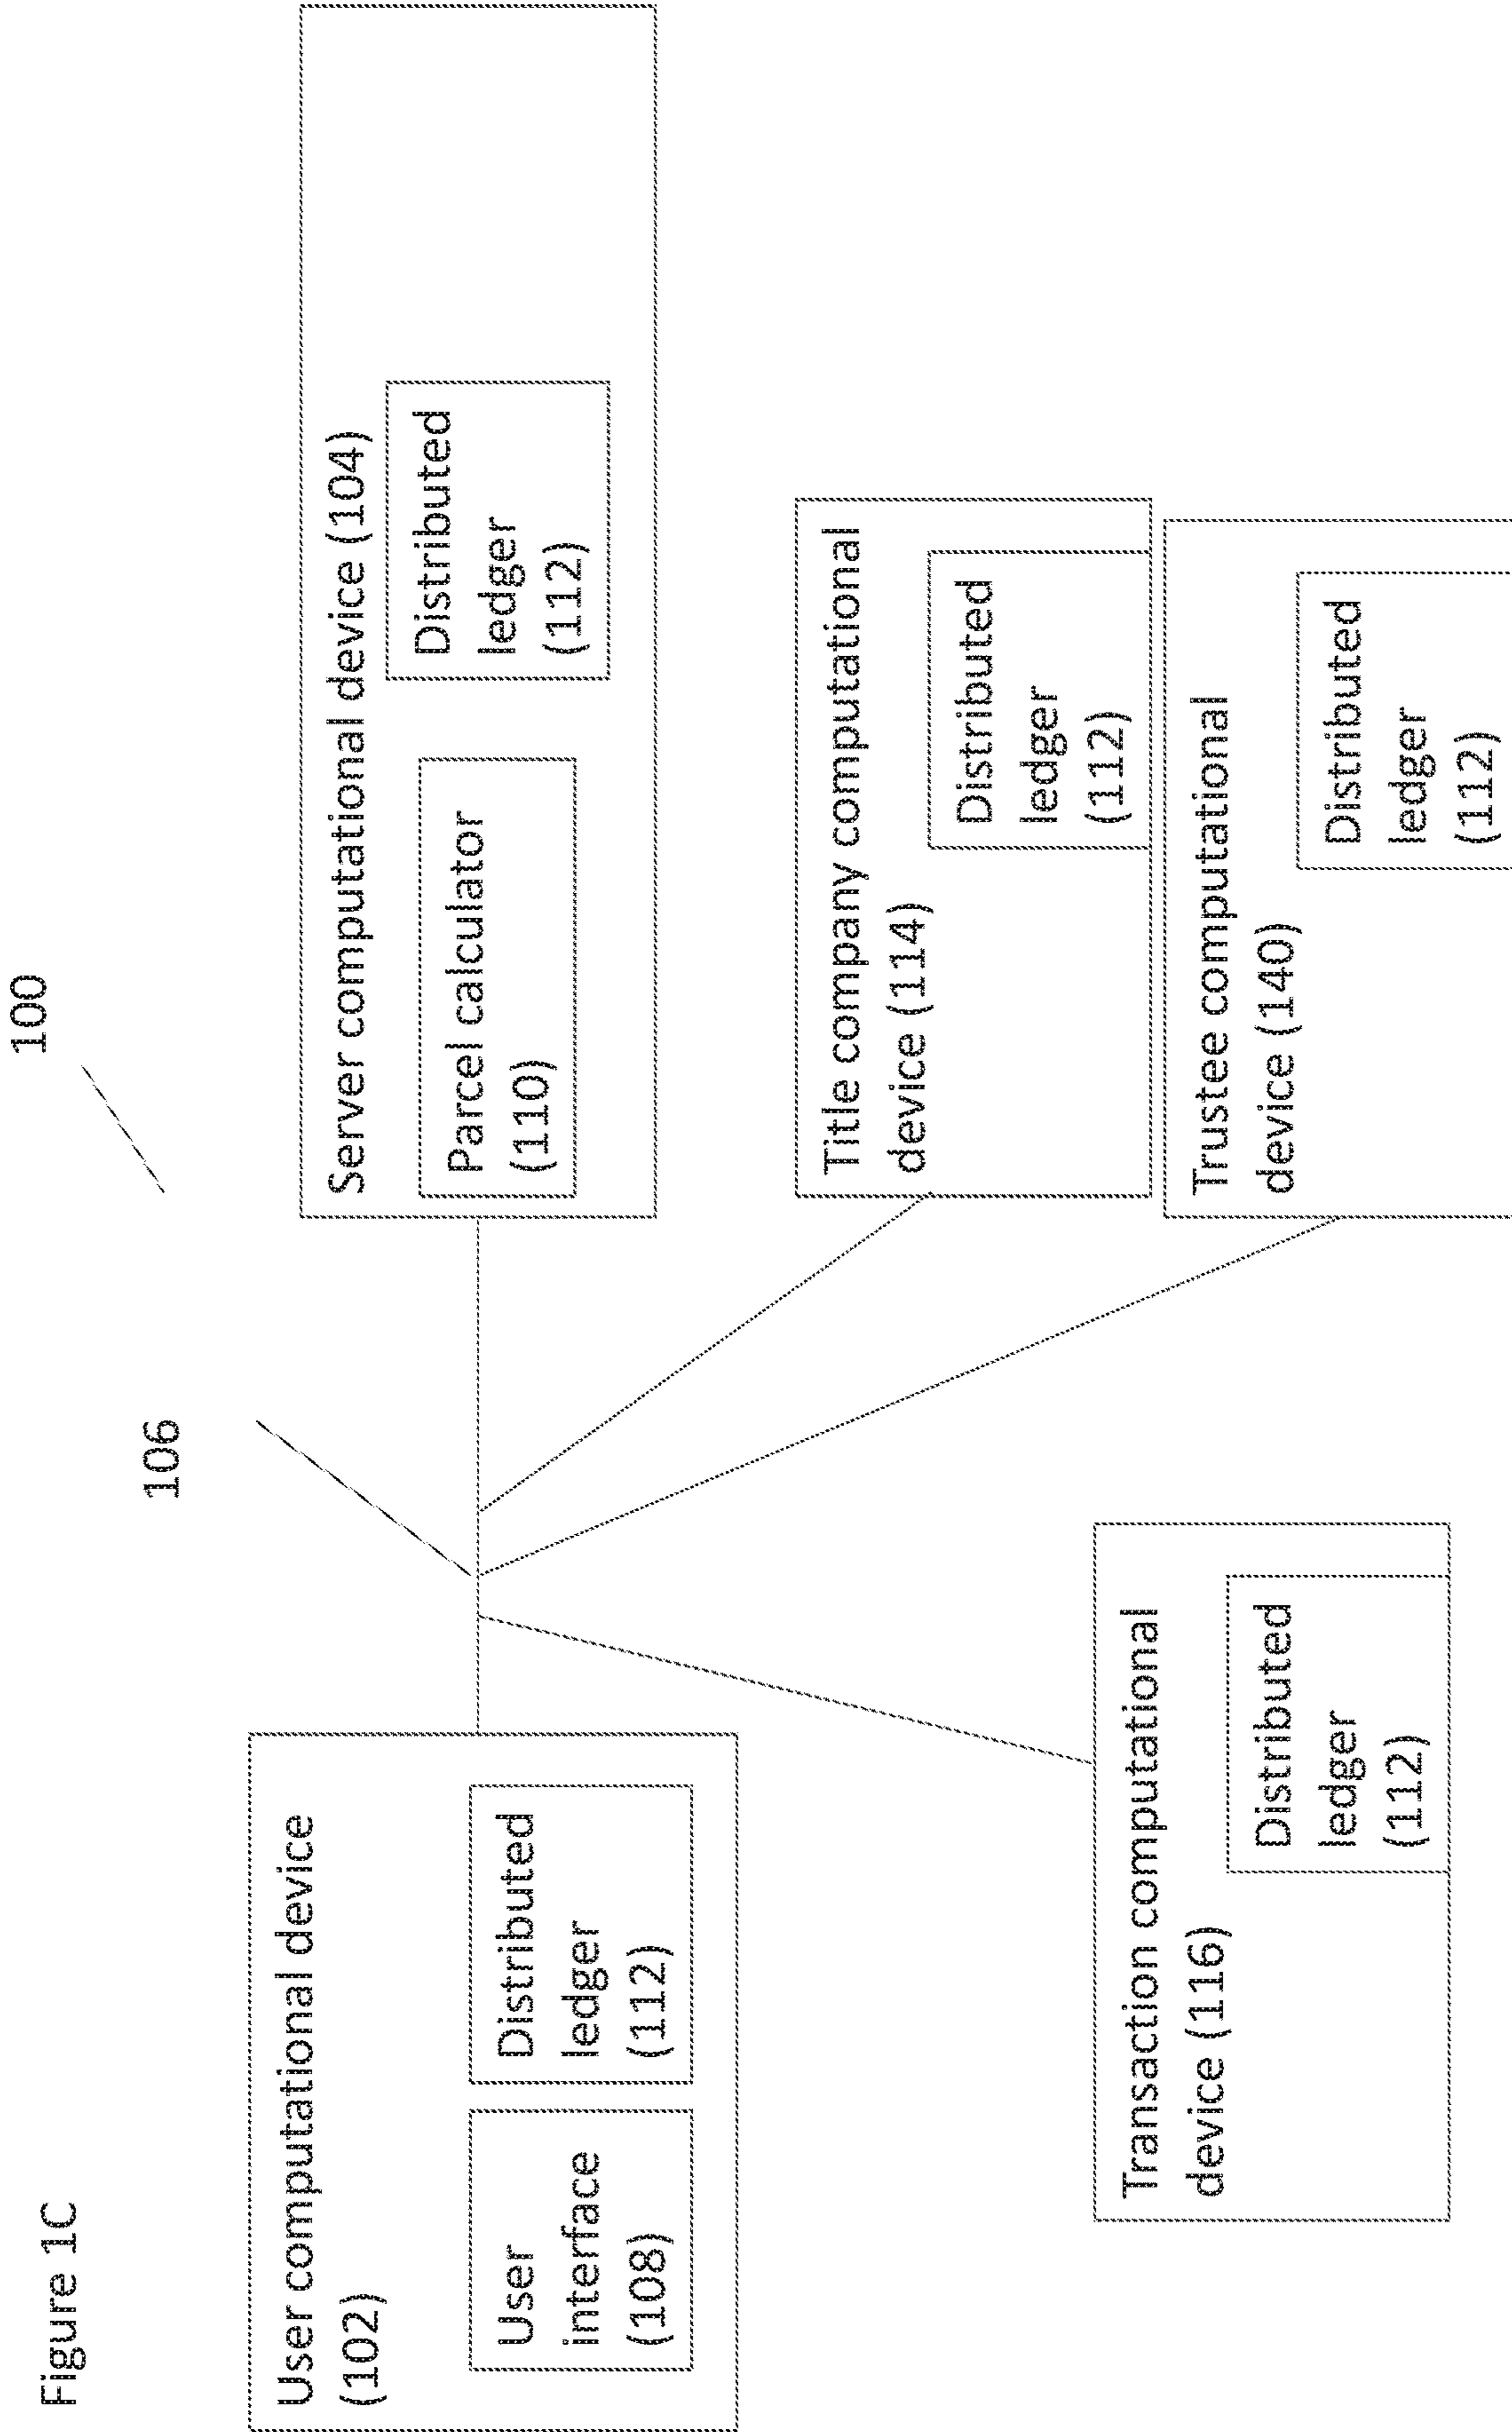 Figure 1C
100
106
User computational device
(102)
User
interface
(108)
Distributed
ledger
(112)
Server computational device (104)
Parcel calculator
(110)
Distributed
ledger
(112)
Title company computational
device (114)
Distributed
ledger
(112)
Trustee computational
device (140)
Distributed
ledger
(112)
Transaction computational
device (116)
Distributed
ledger
(112)